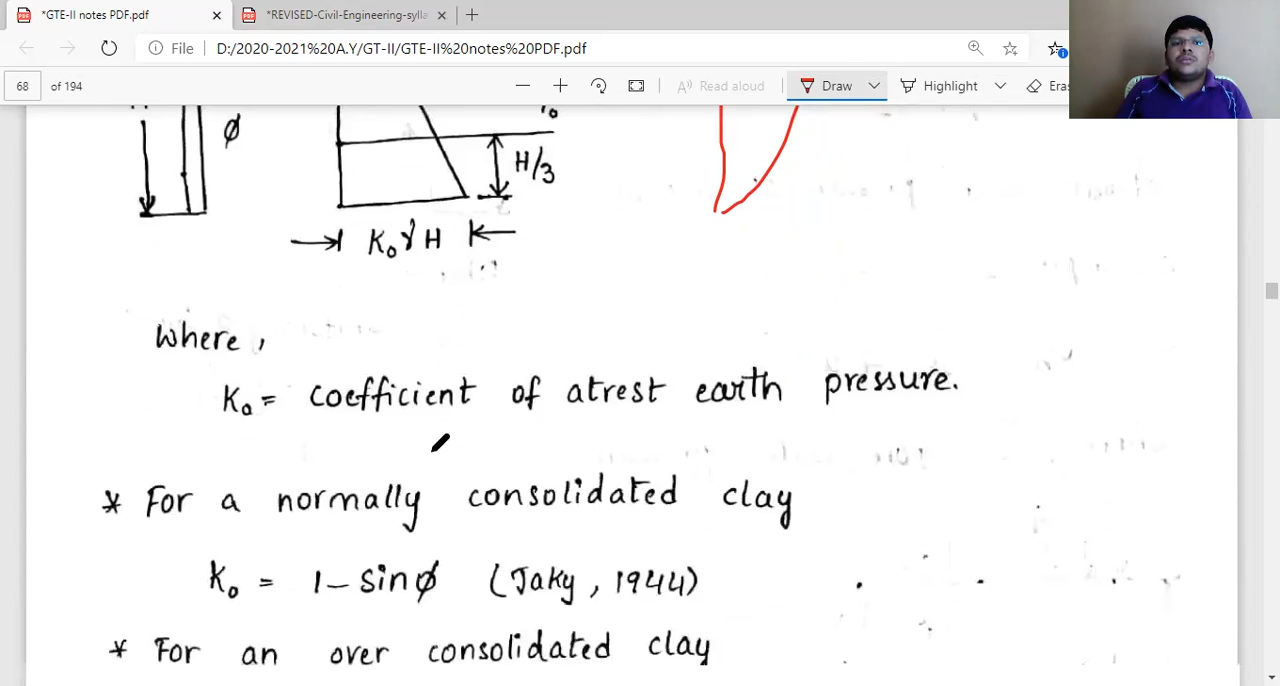 *GTE-II notes PDF.pdf
*REVISED-Civil-Engineering-sylla
File
D:/2020-2021%20A.Y/GT-II/GTE-II%20notes%20PDF.pdf
68 of 194
Read aloud
Draw
Highlight
Era
ϕ
H/3
K₀γH
Where,
K₀ = coefficient of atrest earth pressure.
* For a normally consolidated clay
K₀ = 1 – sinϕ (Jaky, 1944)
* For an over consolidated clay